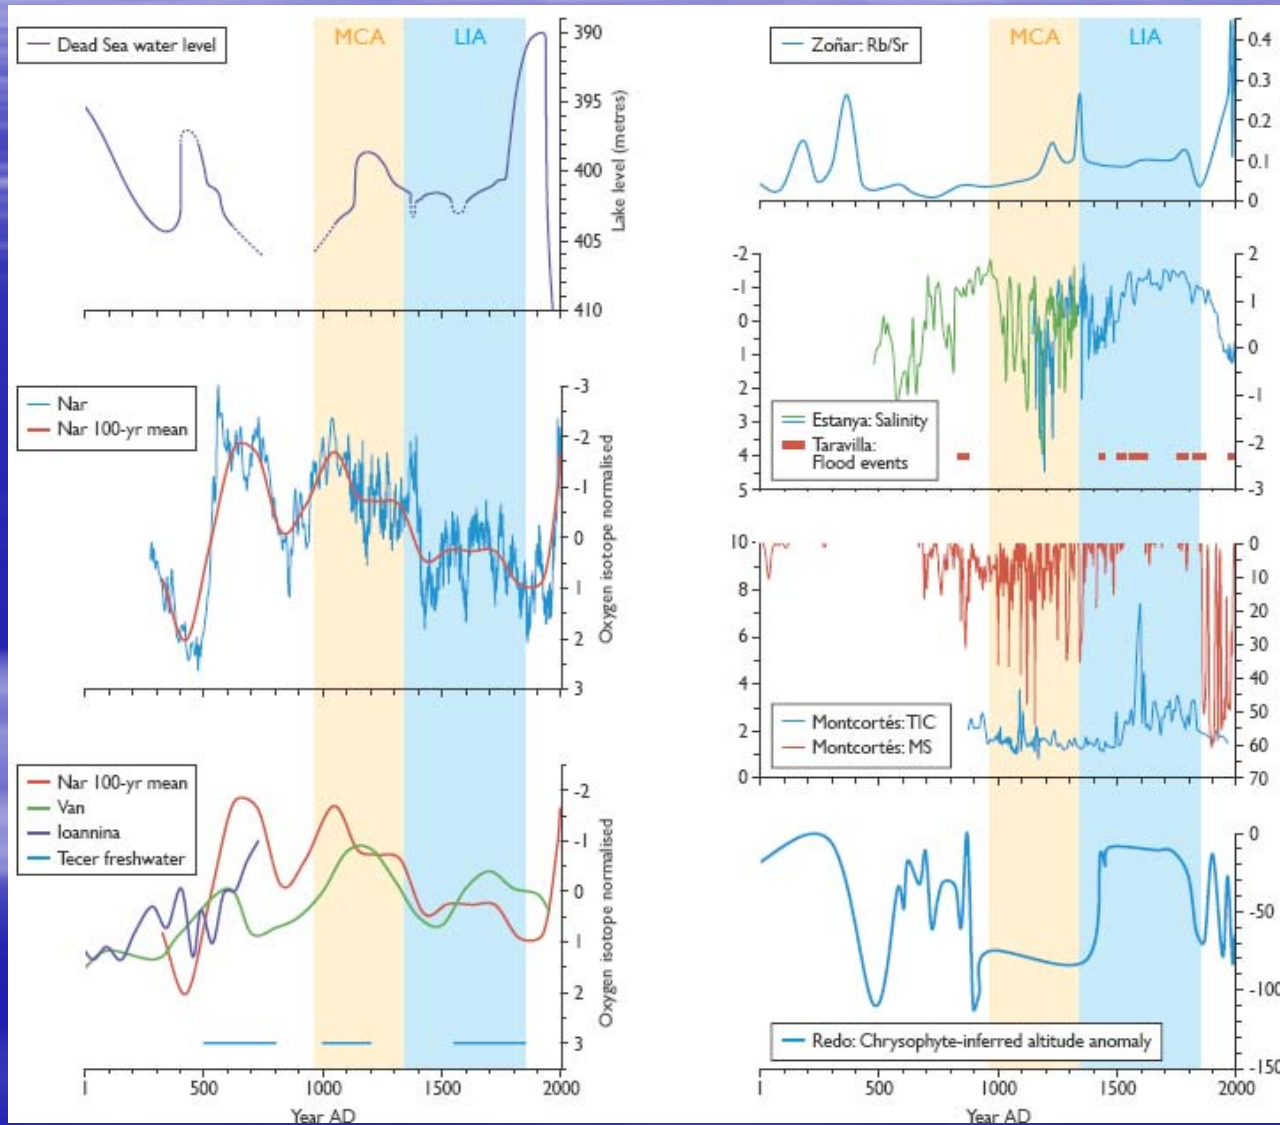 Dead Sea water level
MCA
LIA
390
395
400
405
410
Lake level (metres)
Nar
Nar 100-yr mean
-3
-2
-1
0
1
2
3
Oxygen isotope normalised
Nar 100-yr mean
Van
Ioannina
Tecer freshwater
-2
-1
0
1
2
3
Oxygen isotope normalised
1
500
1000
1500
2000
Year AD
Zoñar: Rb/Sr
MCA
LIA
0.4
0.3
0.2
0.1
0
-2
-1
0
1
2
3
4
5
2
1
0
-1
-2
-3
Estanya: Salinity
Taravilla:
Flood events
10
8
6
4
2
0
0
10
20
30
40
50
60
70
Montcortés: TIC
Montcortés: MS
0
-50
-100
-150
Redo: Chrysophyte-inferred altitude anomaly
1
500
1000
1500
2000
Year AD